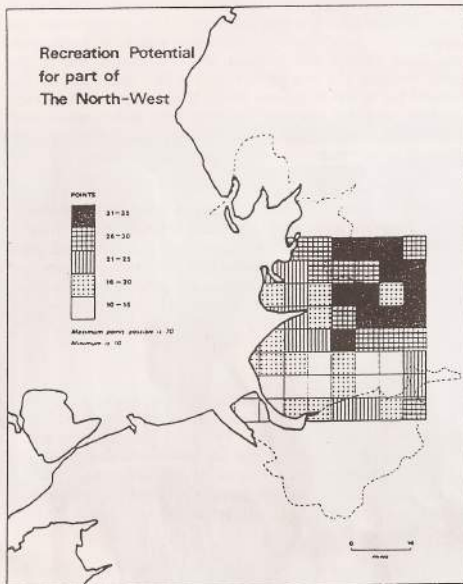 Recreation Potential
for part of
The North-West
POINTS
31-35
26-30
21-25
16-20
10-15
Maximum points possible is 70
Minimum is 10
0 16